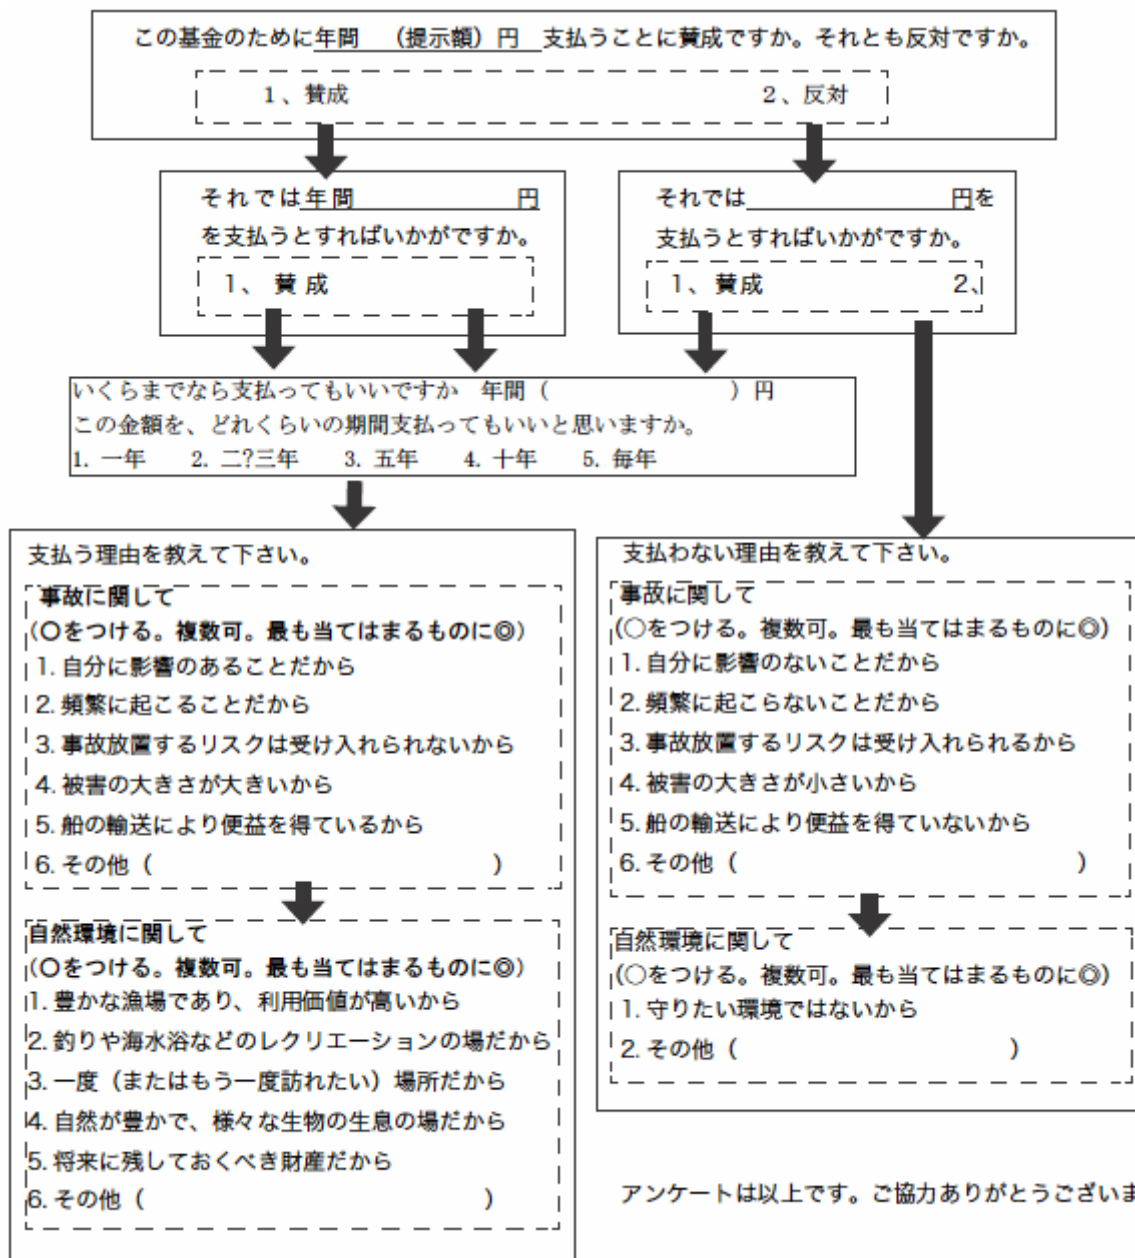 この基金のために年間　（提示額）円　支払うことに賛成ですか。それとも反対ですか。
1、賛成　2、反対
それでは年間　円
を支払うとすればいかがですか。
1、賛成
それでは　円を
支払うとすればいかがですか。
1、賛成　2、
いくらまでなら支払ってもいいですか　年間（　）円
この金額を、どれくらいの期間支払ってもいいと思いますか。
1. 一年　2. 二?三年　3. 五年　4. 十年　5. 毎年
支払う理由を教えて下さい。
事故に関して
(○をつける。複数可。最も当てはまるものに◎)
1. 自分に影響のあることだから
2. 頻繁に起こることだから
3. 事故放置するリスクは受け入れられないから
4. 被害の大きさが大きいから
5. 船の輸送により便益を得ているから
6. その他（　）
自然環境に関して
(○をつける。複数可。最も当てはまるものに◎)
1. 豊かな漁場であり、利用価値が高いから
2. 釣りや海水浴などのレクリエーションの場だから
3. 一度（またはもう一度訪れたい）場所だから
4. 自然が豊かで、様々な生物の生息の場だから
5. 将来に残しておくべき財産だから
6. その他（　）
支払わない理由を教えて下さい。
事故に関して
(○をつける。複数可。最も当てはまるものに◎)
1. 自分に影響のないことだから
2. 頻繁に起こらないことだから
3. 事故放置するリスクは受け入れられるから
4. 被害の大きさが小さいから
5. 船の輸送により便益を得ていないから
6. その他（　）
自然環境に関して
(○をつける。複数可。最も当てはまるものに◎)
1. 守りたい環境ではないから
2. その他（　）
アンケートは以上です。ご協力ありがとうございま